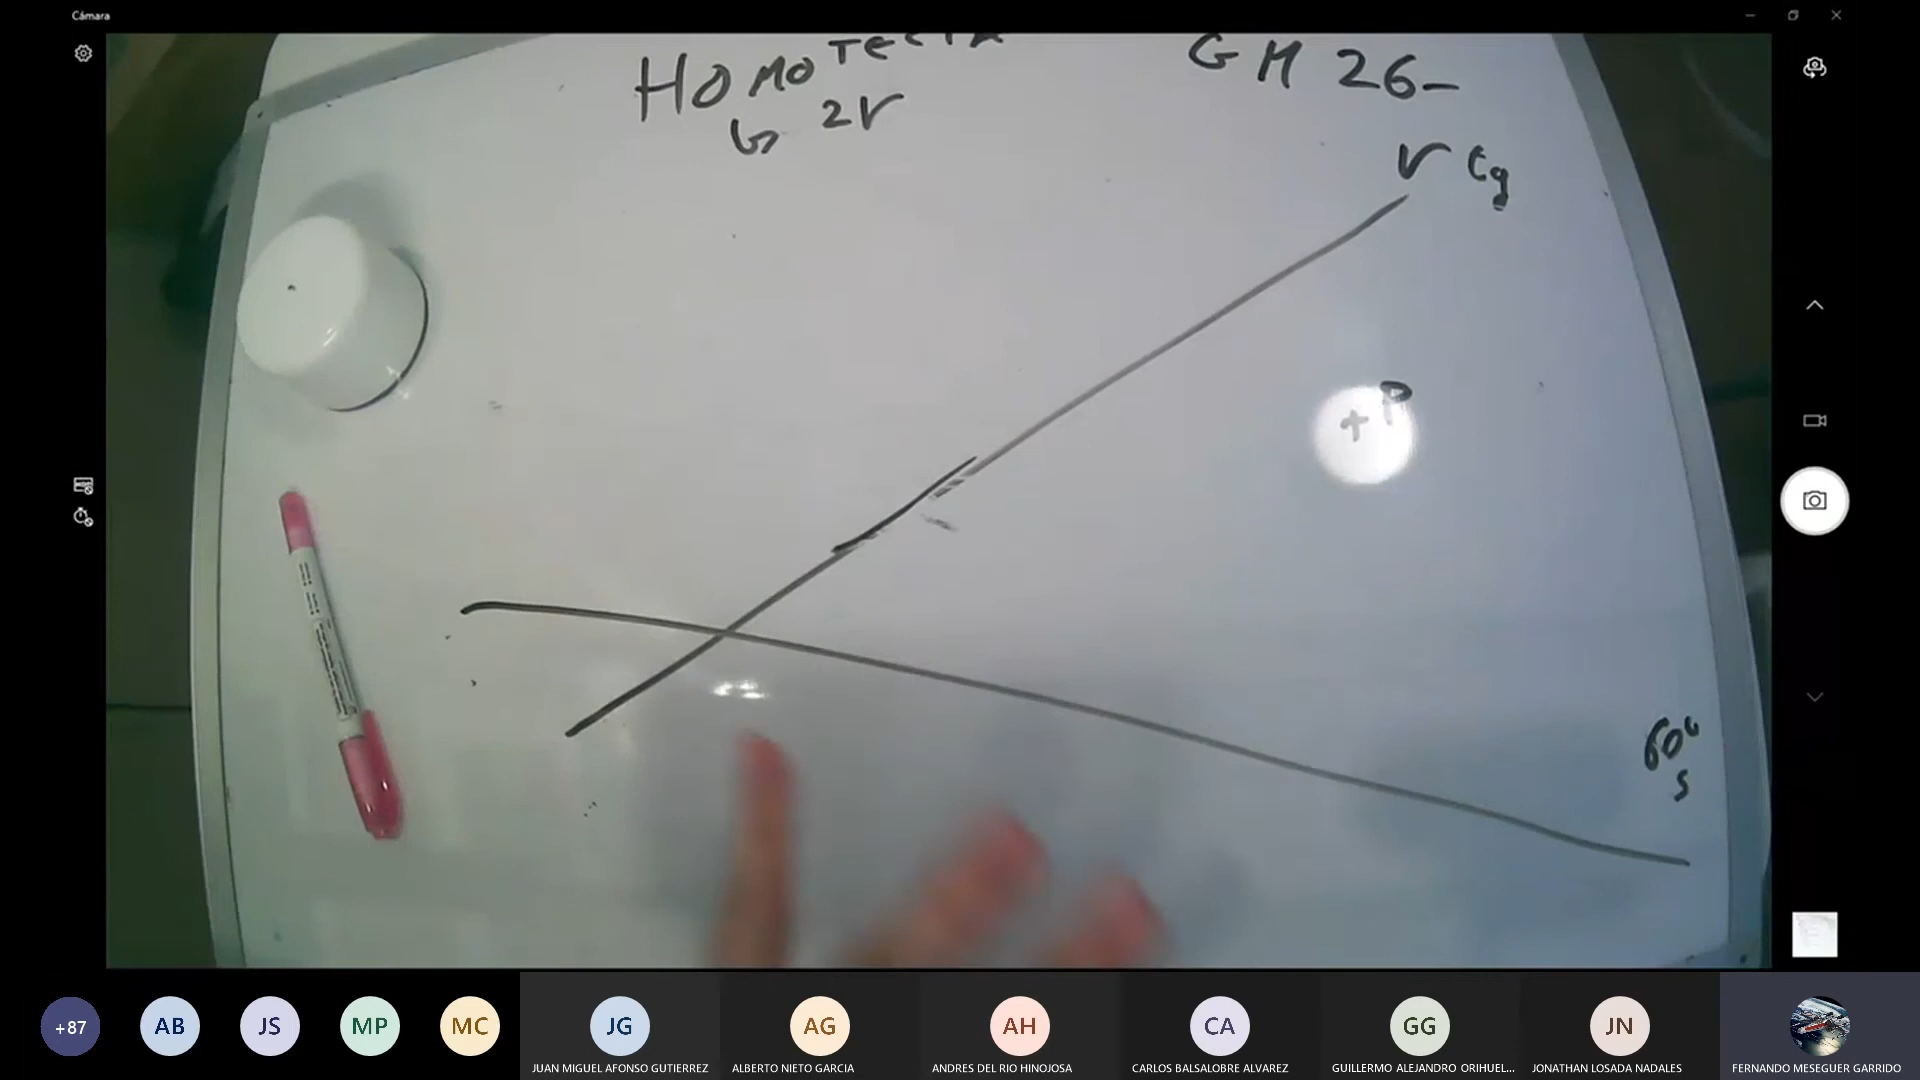 Cámara
HOMOTECIA GM 26-
↳ 2r
r tg
+ P
60º
s
+87
AB
JS
MP
MC
JG
AG
AH
CA
GG
JN
JUAN MIGUEL AFONSO GUTIERREZ
ALBERTO NIETO GARCIA
ANDRES DEL RIO HINOJOSA
CARLOS BALSALOBRE ALVAREZ
GUILLERMO ALEJANDRO ORIHUEL...
JONATHAN LOSADA NADALES
FERNANDO MESEGUER GARRIDO